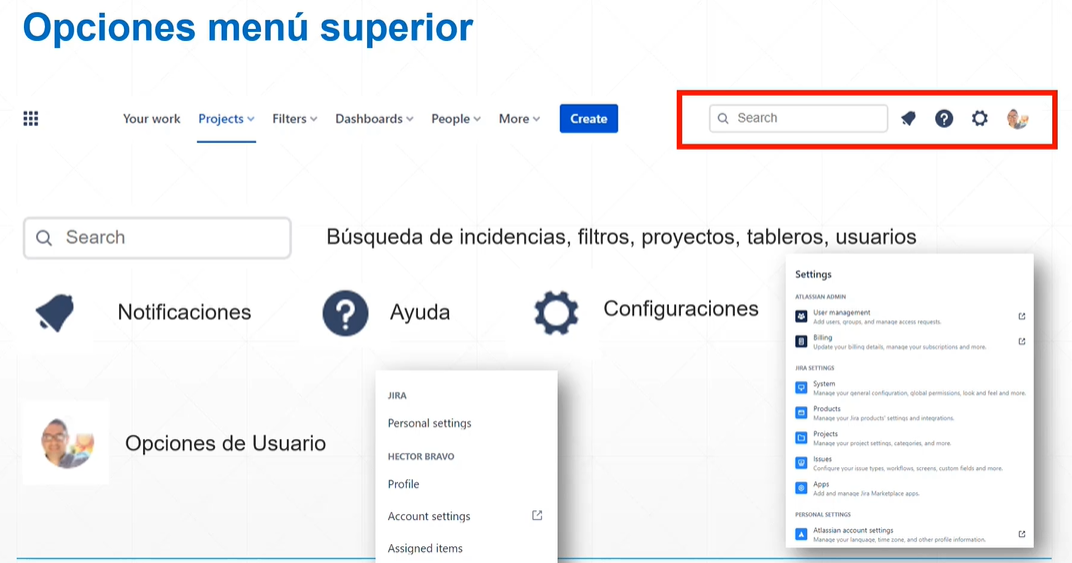 Opciones menú superior
Your work Projects Filters Dashboards People More Create Search
Search Búsqueda de incidencias, filtros, proyectos, tableros, usuarios
Notificaciones Ayuda Configuraciones
Opciones de Usuario
JIRA
Personal settings
HECTOR BRAVO
Profile
Account settings
Assigned items
Settings
ATLASSIAN ADMIN
User management
Add users, groups, and manage access requests.
Billing
Update your billing details, manage your subscriptions and more.
JIRA SETTINGS
System
Manage your general configuration, global permissions, look and feel and more.
Products
Manage your Jira products' settings and integrations.
Projects
Manage your project settings, categories, and more.
Issues
Configure your issue types, workflows, screens, custom fields and more.
Apps
Add and manage Jira Marketplace apps.
PERSONAL SETTINGS
Atlassian account settings
Manage your language, time zone, and other profile information.